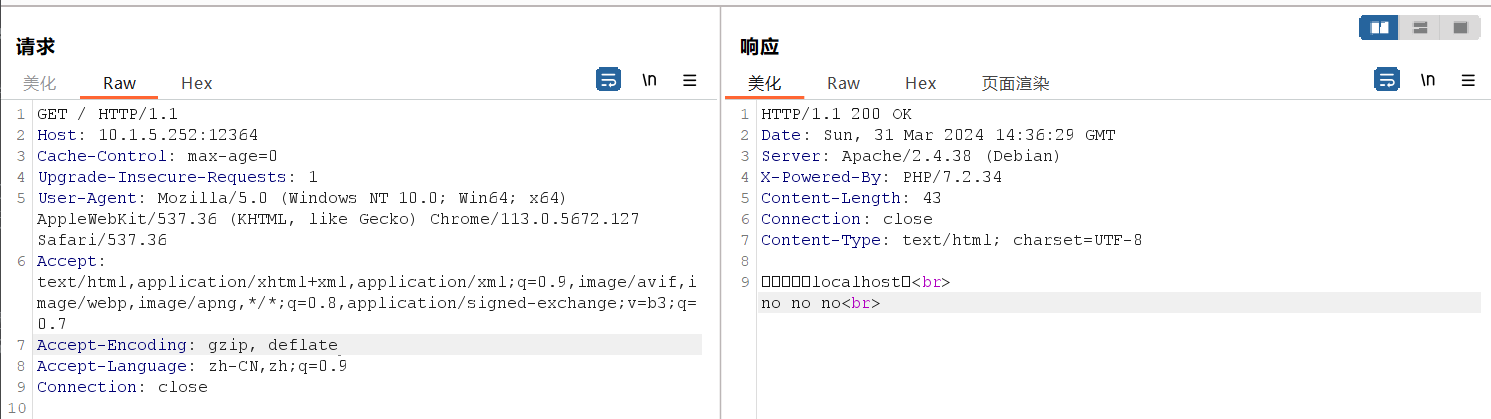 请求
美化 Raw Hex
\n
1 GET / HTTP/1.1
2 Host: 10.1.5.252:12364
3 Cache-Control: max-age=0
4 Upgrade-Insecure-Requests: 1
5 User-Agent: Mozilla/5.0 (Windows NT 10.0; Win64; x64)
AppleWebKit/537.36 (KHTML, like Gecko) Chrome/113.0.5672.127
Safari/537.36
6 Accept:
text/html,application/xhtml+xml,application/xml;q=0.9,image/avif,i
mage/webp,image/apng,*/*;q=0.8,application/signed-exchange;v=b3;q=
0.7
7 Accept-Encoding: gzip, deflate
8 Accept-Language: zh-CN,zh;q=0.9
9 Connection: close
10
响应
美化 Raw Hex 页面渲染
\n
1 HTTP/1.1 200 OK
2 Date: Sun, 31 Mar 2024 14:36:29 GMT
3 Server: Apache/2.4.38 (Debian)
4 X-Powered-By: PHP/7.2.34
5 Content-Length: 43
6 Connection: close
7 Content-Type: text/html; charset=UTF-8
8
9 □□□□□localhost□<br>
no no no<br>